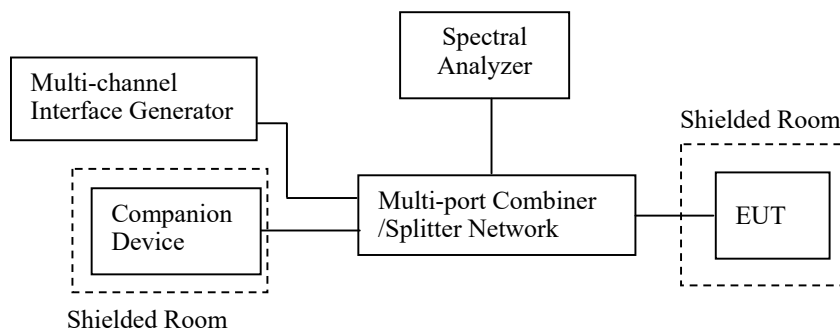 Spectral
Analyzer
Multi-channel
Interface Generator
Shielded Room
Multi-port Combiner
/Splitter Network
EUT
Companion
Device
Shielded Room